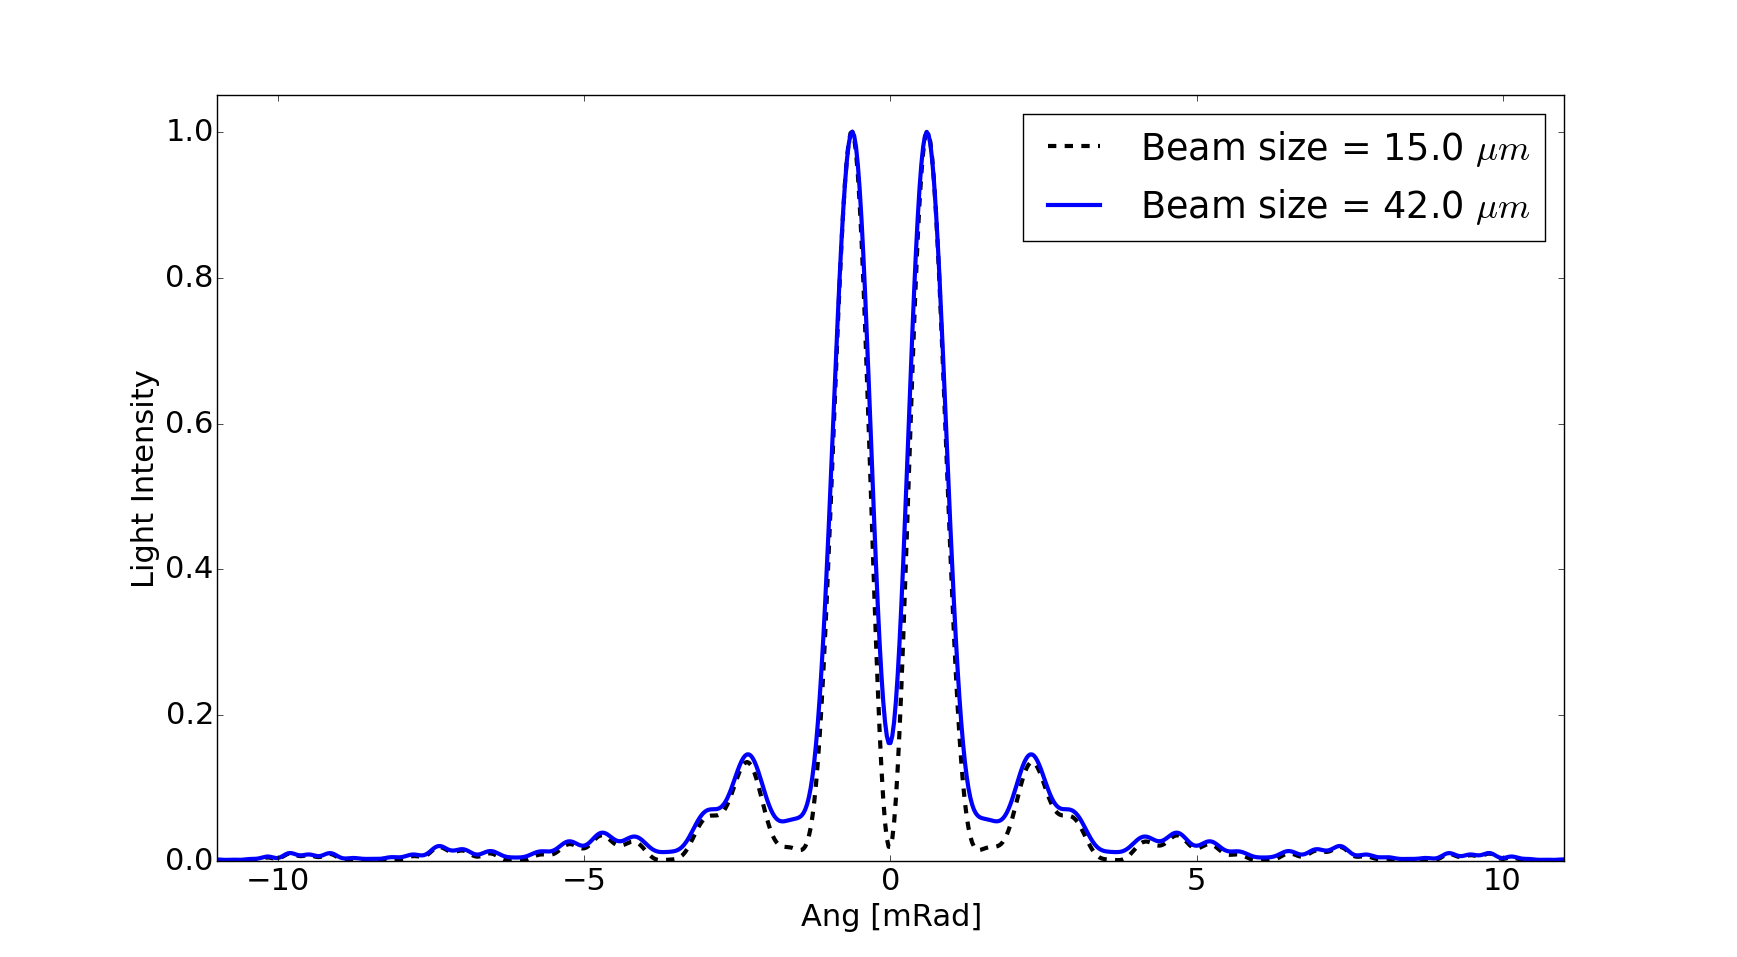 Beam size = 15.0 μm
Beam size = 42.0 μm
1.0
0.8
0.6
0.4
0.2
0.0
Light Intensity
−10 −5 0 5 10
Ang [mRad]